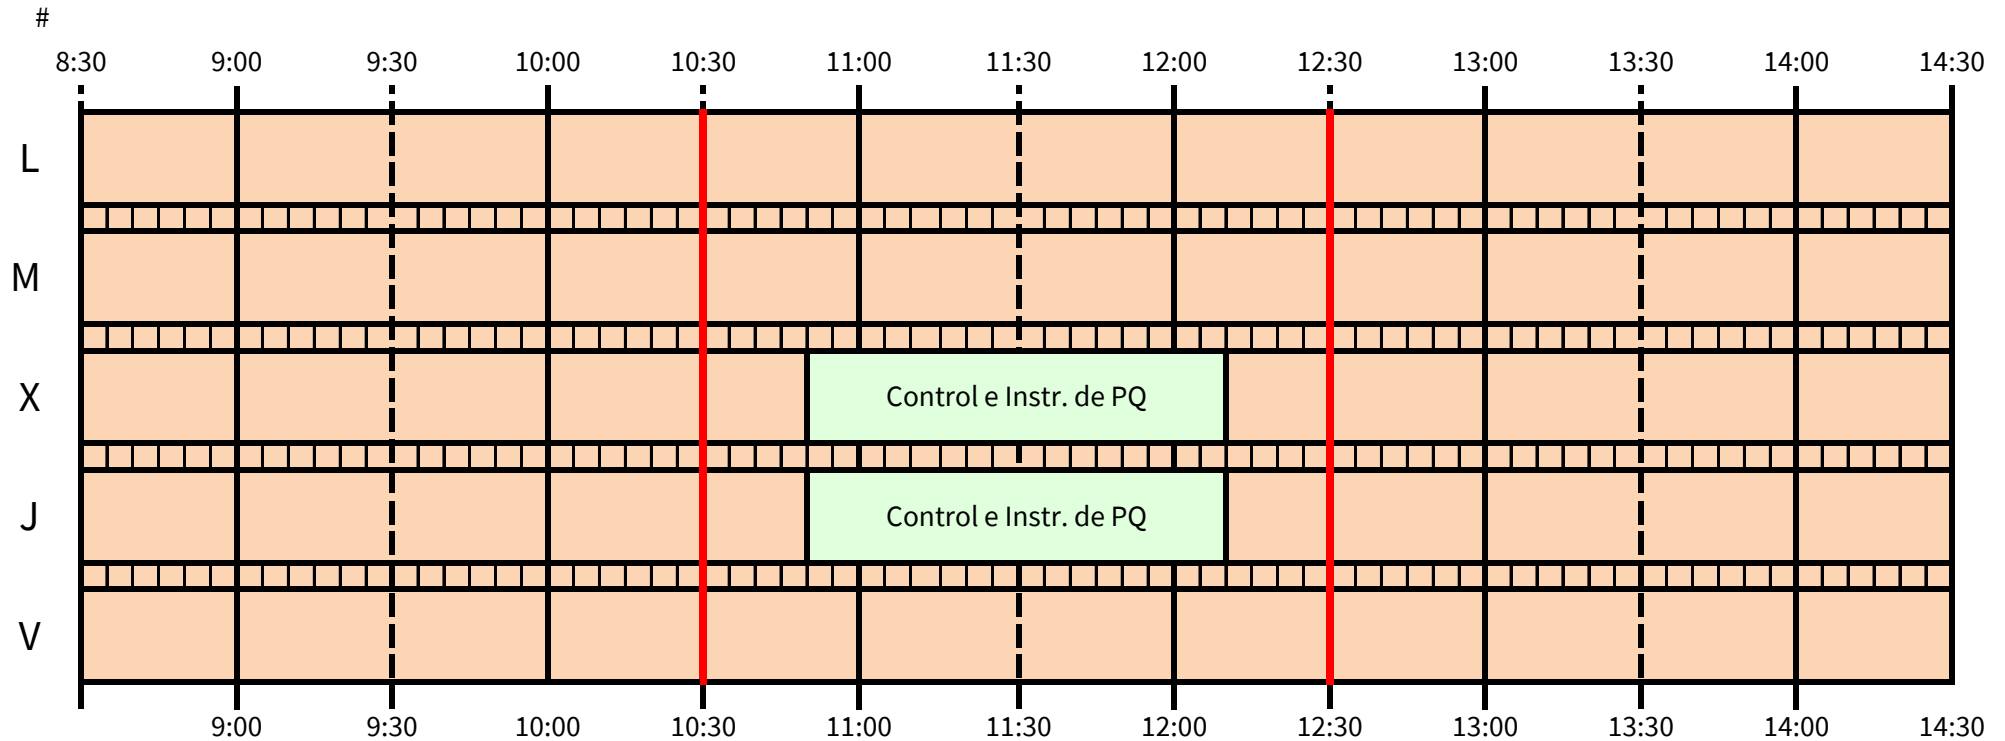 #
8:30 9:00 9:30 10:00 10:30 11:00 11:30 12:00 12:30 13:00 13:30 14:00 14:30
L
M
X Control e Instr. de PQ
J Control e Instr. de PQ
V
9:00 9:30 10:00 10:30 11:00 11:30 12:00 12:30 13:00 13:30 14:00 14:30